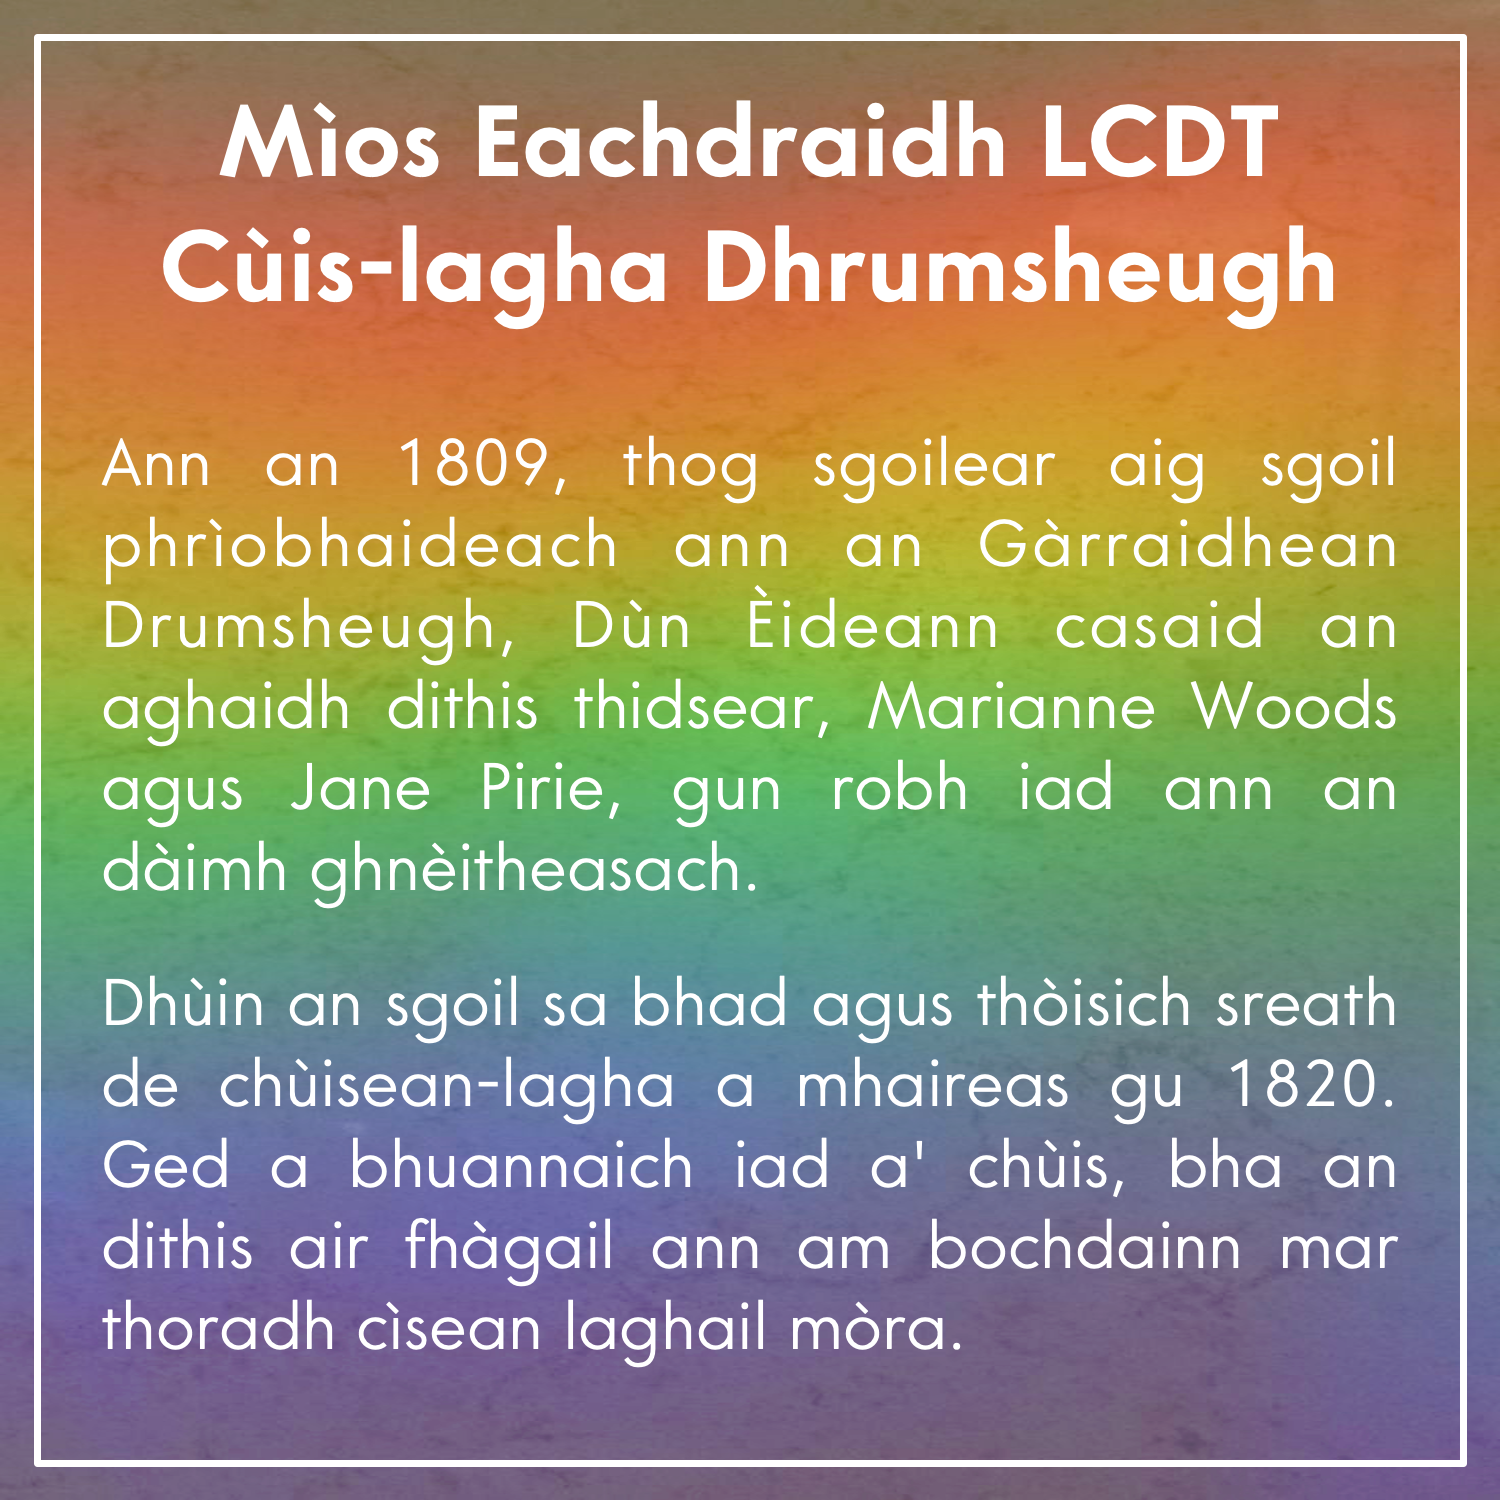 Mìos Eachdraidh LCDT
Cùis-lagha Dhrumsheugh
Ann an 1809, thog sgoilear aig sgoil
phrìobhaideach ann an Gàrraidhean
Drumsheugh, Dùn Èideann casaid an
aghaidh dithis thidsear, Marianne Woods
agus Jane Pirie, gun robh iad ann an
dàimh ghnèitheasach.
Dhùin an sgoil sa bhad agus thòisich sreath
de chùisean-lagha a mhaireas gu 1820.
Ged a bhuannaich iad a' chùis, bha an
dithis air fhàgail ann am bochdainn mar
thoradh cìsean laghail mòra.